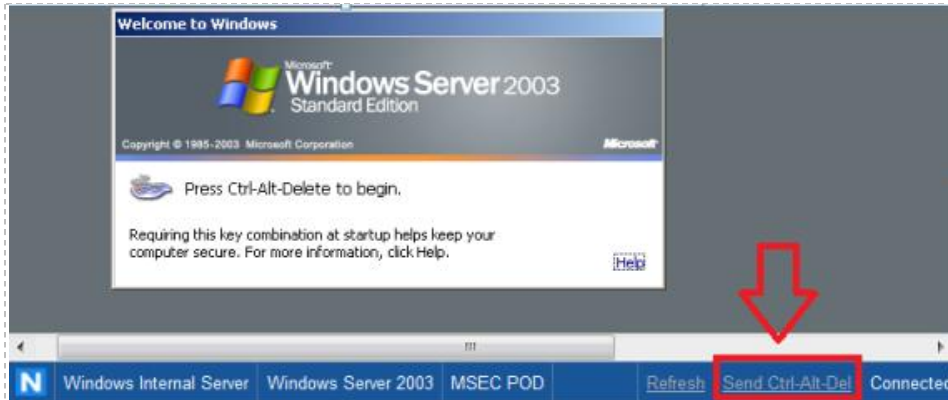 Welcome to Windows
Microsoft
Windows Server 2003
Standard Edition
Copyright © 1985-2003 Microsoft Corporation
Microsoft
Press Ctrl-Alt-Delete to begin.
Requiring this key combination at startup helps keep your
computer secure. For more information, click Help.
Help
N Windows Internal Server Windows Server 2003 MSEC POD Refresh Send Ctrl-Alt-Del Connected